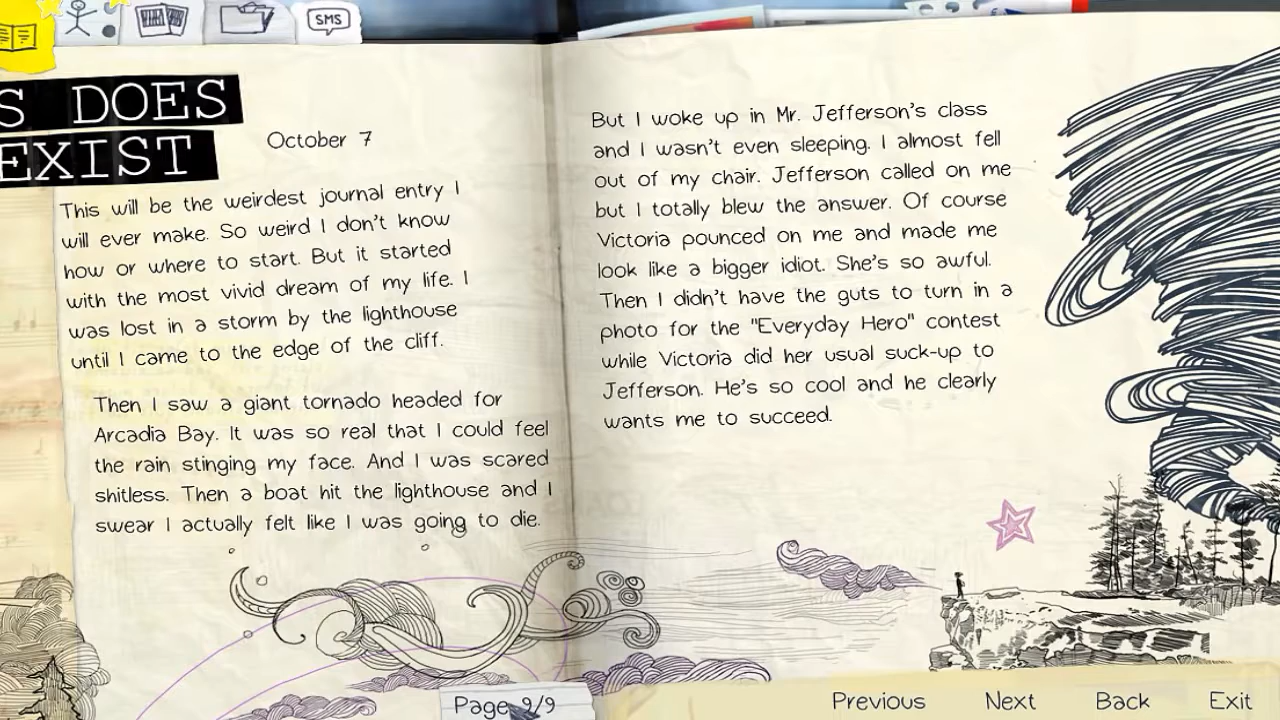 SMS
S DOES
EXIST
October 7
This will be the weirdest journal entry I
will ever make. So weird I don't know
how or where to start. But it started
with the most vivid dream of my life. I
was lost in a storm by the lighthouse
until I came to the edge of the cliff.
Then I saw a giant tornado headed for
Arcadia Bay. It was so real that I could feel
the rain stinging my face. And I was scared
shitless. Then a boat hit the lighthouse and I
swear I actually felt like I was going to die.
But I woke up in Mr. Jefferson's class
and I wasn't even sleeping. I almost fell
out of my chair. Jefferson called on me
but I totally blew the answer. Of course
Victoria pounced on me and made me
look like a bigger idiot. She's so awful.
Then I didn't have the guts to turn in a
photo for the "Everyday Hero" contest
while Victoria did her usual suck-up to
Jefferson. He's so cool and he clearly
wants me to succeed.
Page 9/9
Previous
Next
Back
Exit